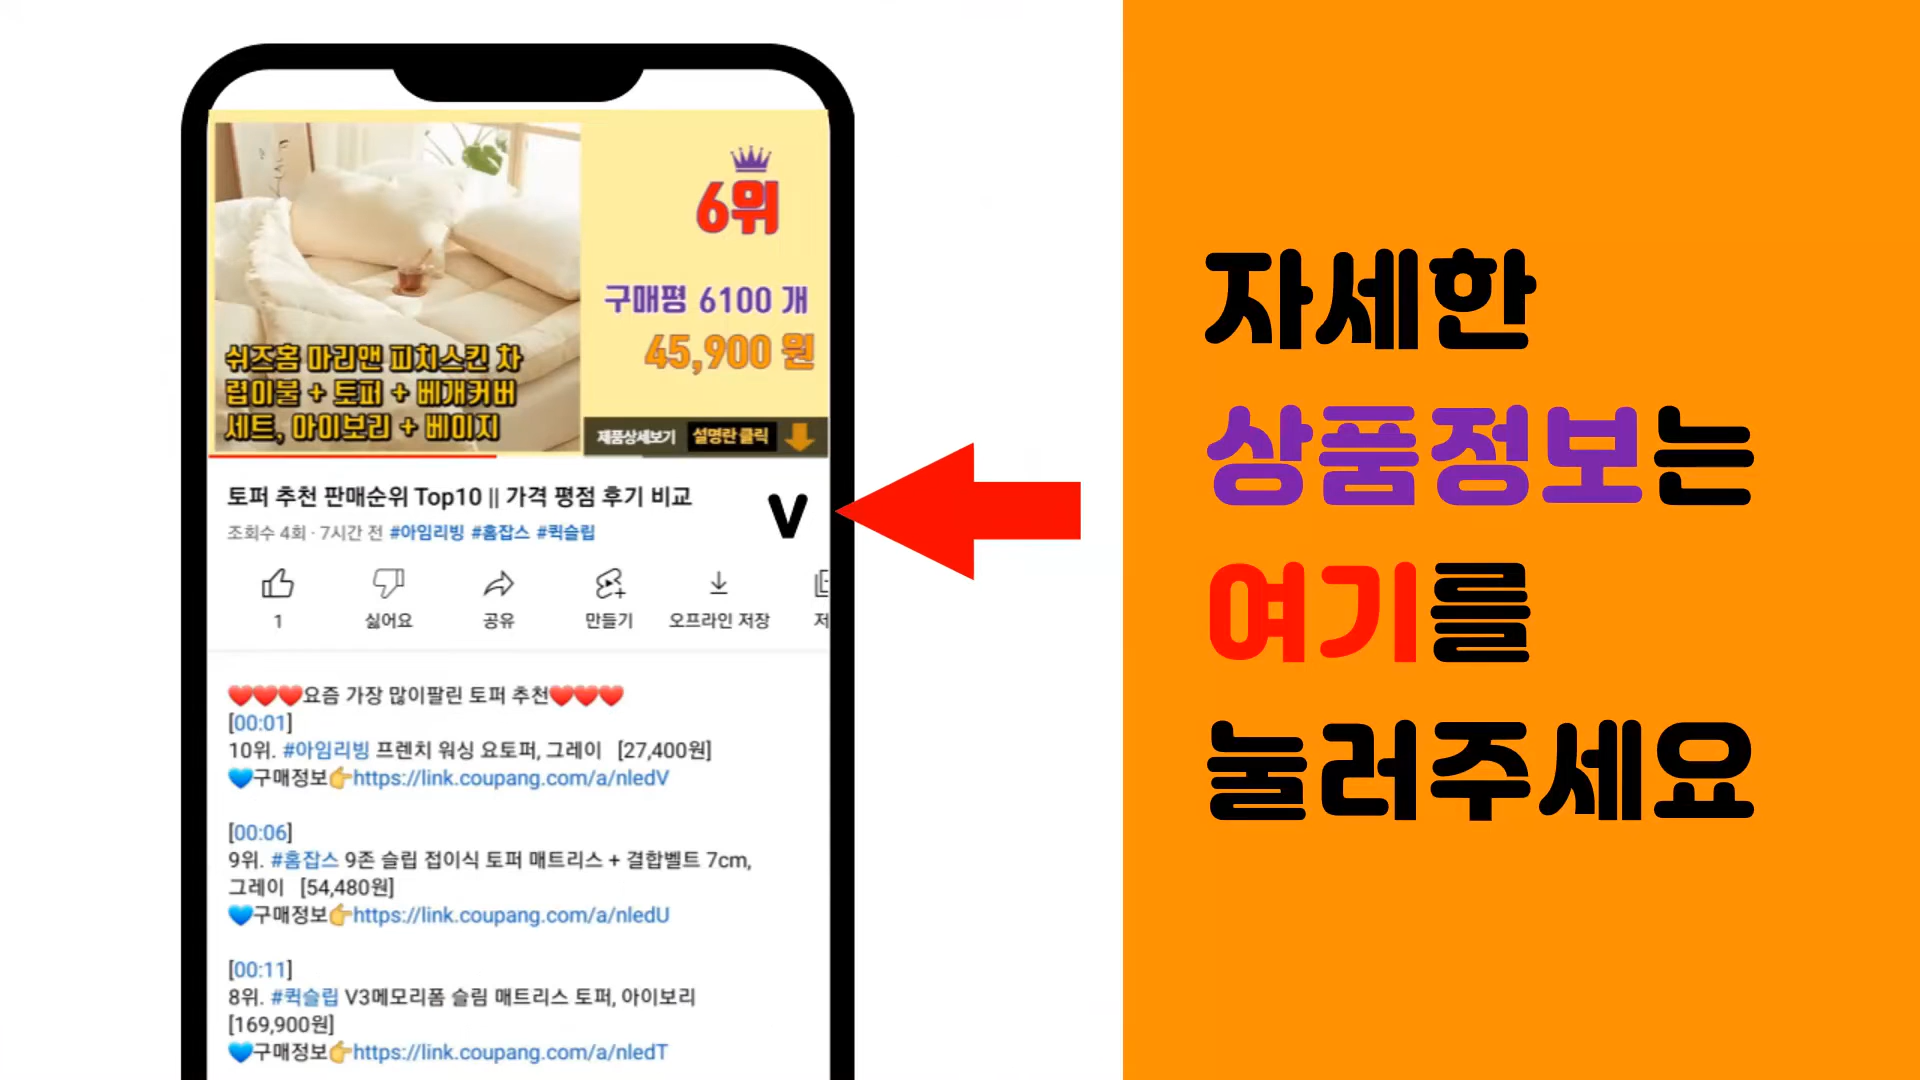 6위
구매평 6100 개
45,900 원
쉬즈홈 마리앤 피치스킨 차
렵이불 + 토퍼 + 베개커버
세트, 아이보리 + 베이지
제품상세보기 설명란 클릭
토퍼 추천 판매순위 Top10 || 가격 평점 후기 비교
V
조회수 4회 · 7시간 전 #아임리빙 #홈잡스 #퀵슬립
1 싫어요 공유 만들기 오프라인 저장 저
❤️❤️❤️요즘 가장 많이팔린 토퍼 추천❤️❤️❤️
[00:01]
10위. #아임리빙 프렌치 워싱 요토퍼, 그레이 [27,400원]
💙구매정보👉https://link.coupang.com/a/nledV
[00:06]
9위. #홈잡스 9존 슬립 접이식 토퍼 매트리스 + 결합벨트 7cm,
그레이 [54,480원]
💙구매정보👉https://link.coupang.com/a/nledU
[00:11]
8위. #퀵슬립 V3메모리폼 슬림 매트리스 토퍼, 아이보리
[169,900원]
💙구매정보👉https://link.coupang.com/a/nledT
자세한
상품정보는
여기를
눌러주세요